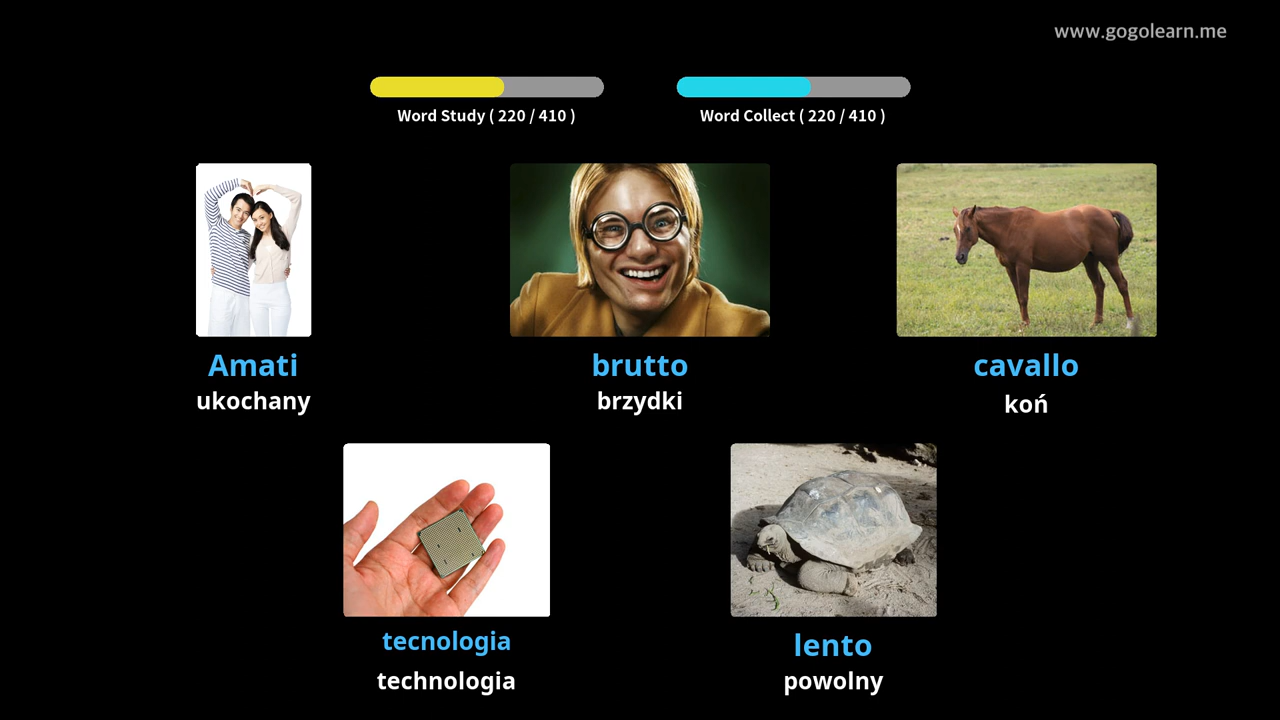 www.gogolearn.me
Word Study ( 220 / 410 )
Word Collect ( 220 / 410 )
Amati
ukochany
brutto
brzydki
cavallo
koń
tecnologia
technologia
lento
powolny